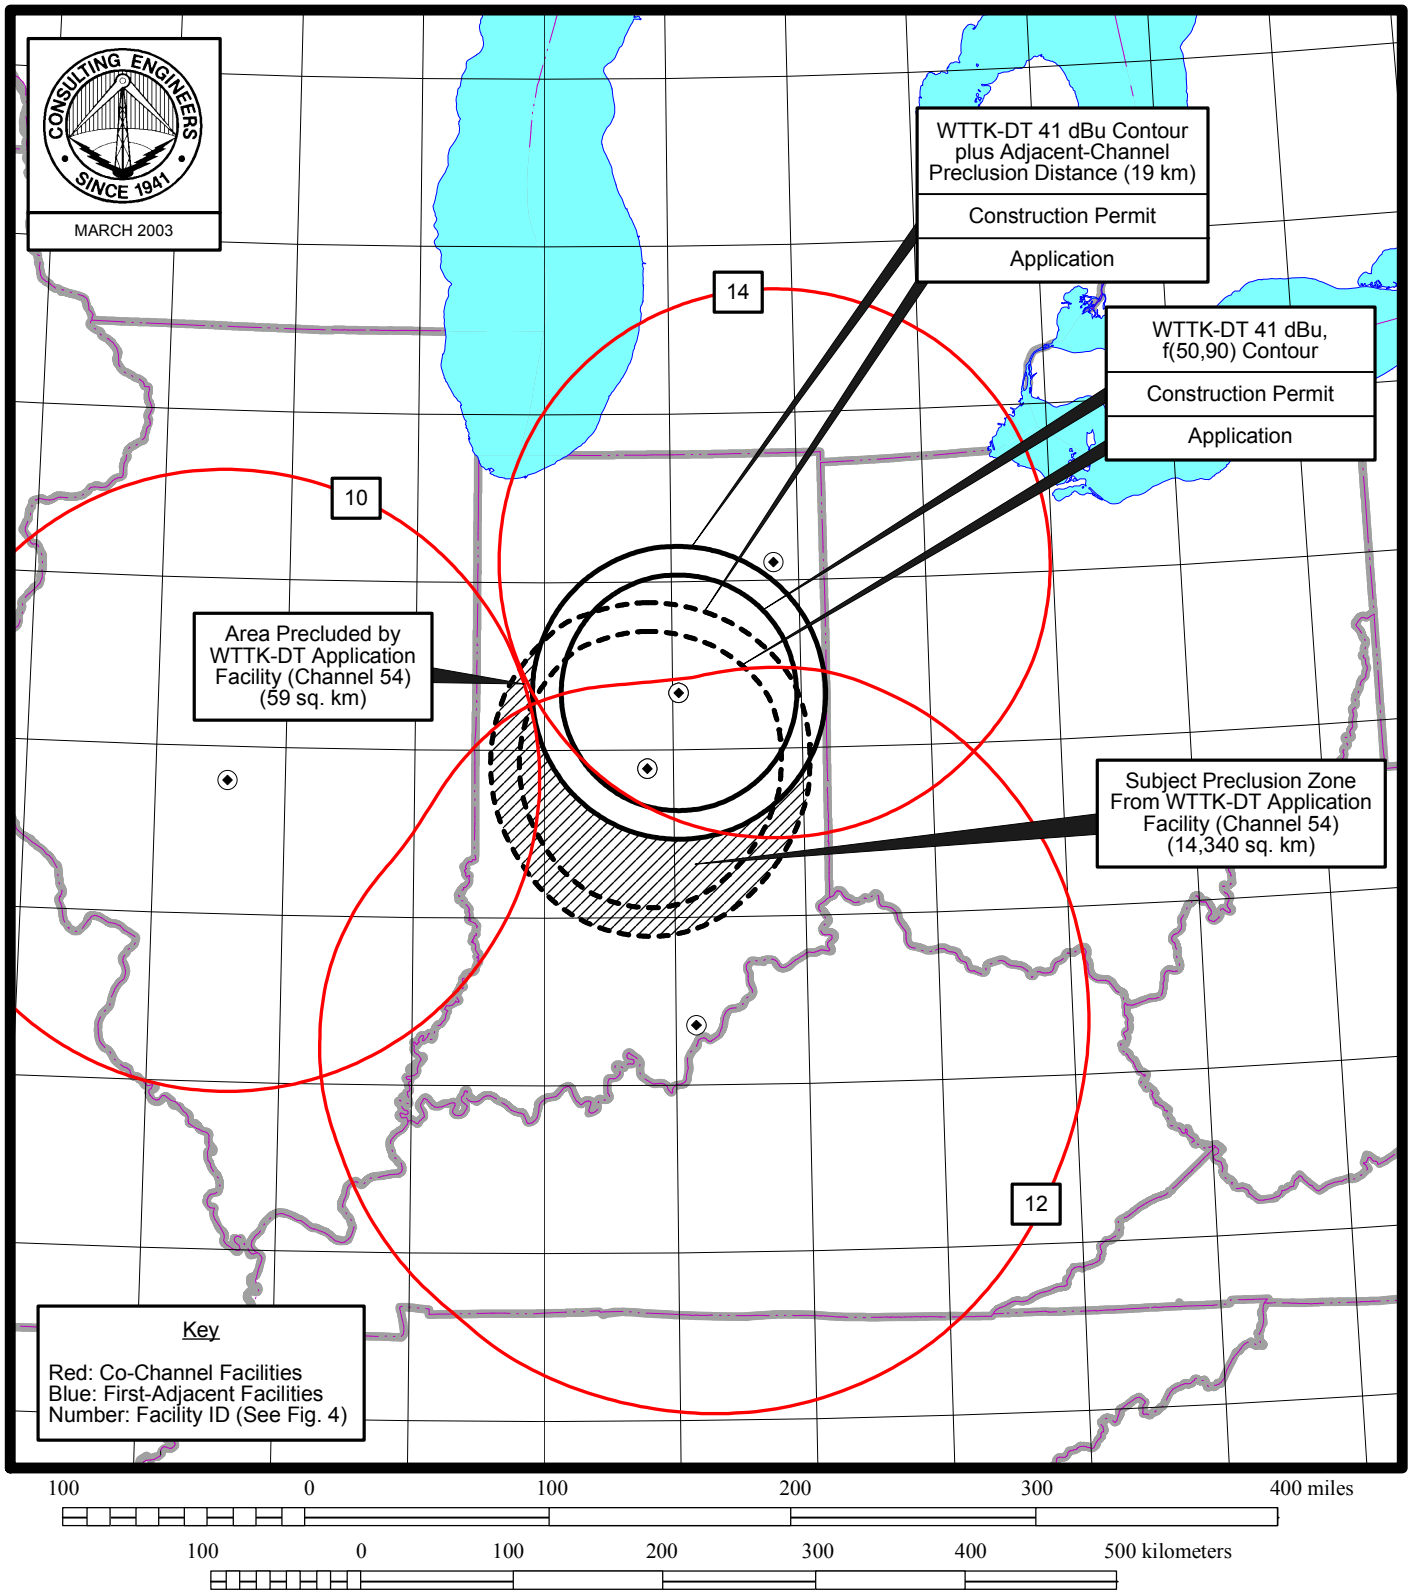 CONSULTING ENGINEERS
• SINCE 1941 •
MARCH 2003
WTTK-DT 41 dBu Contour
plus Adjacent-Channel
Preclusion Distance (19 km)
Construction Permit
Application
14
WTTK-DT 41 dBu,
f(50,90) Contour
Construction Permit
Application
10
Area Precluded by
WTTK-DT Application
Facility (Channel 54)
(59 sq. km)
Subject Preclusion Zone
From WTTK-DT Application
Facility (Channel 54)
(14,340 sq. km)
12
Key
Red: Co-Channel Facilities
Blue: First-Adjacent Facilities
Number: Facility ID (See Fig. 4)
100 0 100 200 300 400 miles
100 0 100 200 300 400 500 kilometers